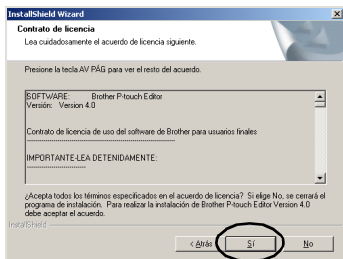 InstallShield Wizard
Contrato de licencia
Lea cuidadosamente el acuerdo de licencia siguiente.
Presione la tecla AV PÁG para ver el resto del acuerdo.
SOFTWARE: Brother P-touch Editor
Versión: Version 4.0
Contrato de licencia de uso del software de Brother para usuarios finales
--------------------------------------------------
IMPORTANTE-LEA DETENIDAMENTE:
--------------------
¿Acepta todos los términos especificados en el acuerdo de licencia? Si elige No, se cerrará el
programa de instalación. Para realizar la instalación de Brother P-touch Editor Version 4.0
debe aceptar el acuerdo.
InstallShield
< Atrás Sí No